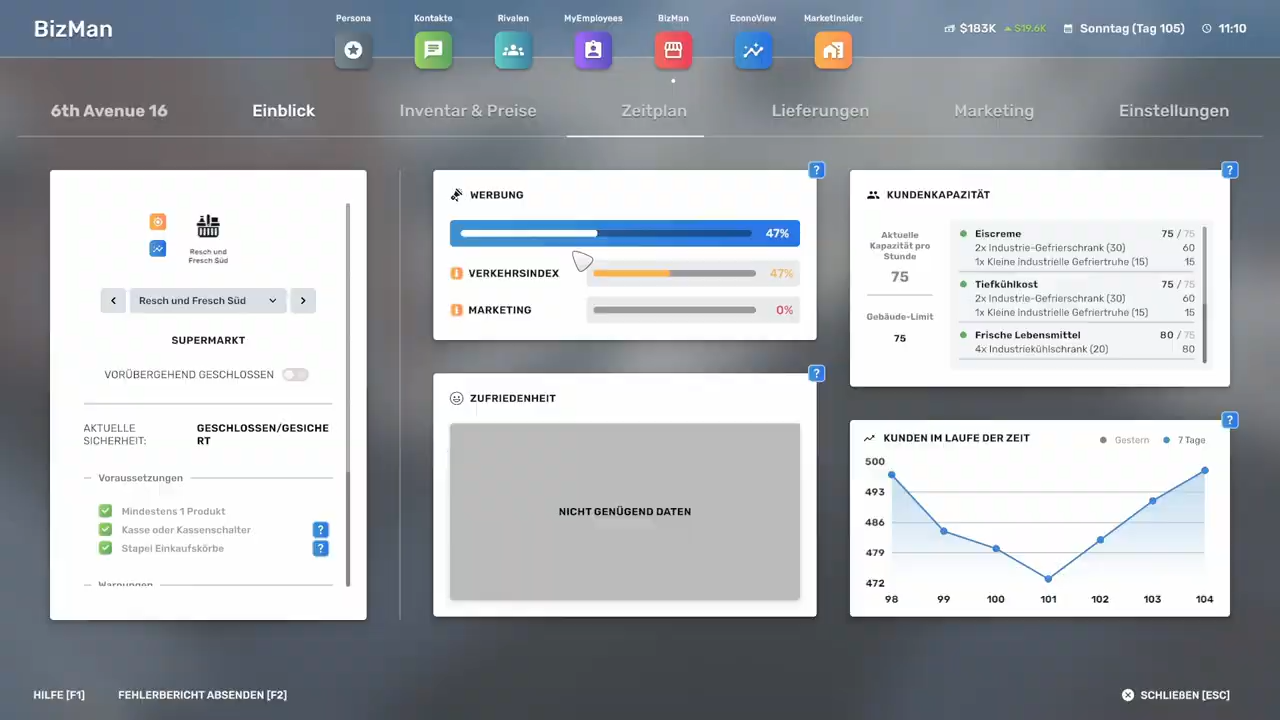 BizMan
Persona
Kontakte
Rivalen
MyEmployees
BizMan
EconoView
MarketInsider
$183K
$19.6K
Sonntag (Tag 105)
11:10
6th Avenue 16
Einblick
Inventar & Preise
Zeitplan
Lieferungen
Marketing
Einstellungen
Resch und
Fresch Süd
Resch und Fresch Süd
SUPERMARKT
VORÜBERGEHEND GESCHLOSSEN
AKTUELLE
SICHERHEIT:
GESCHLOSSEN/GESICHE
RT
Voraussetzungen
Mindestens 1 Produkt
Kasse oder Kassenschalter
?
Stapel Einkaufskörbe
?
Warnungen
?
WERBUNG
47%
VERKEHRSINDEX
47%
MARKETING
0%
?
ZUFRIEDENHEIT
NICHT GENÜGEND DATEN
?
KUNDENKAPAZITÄT
Aktuelle
Kapazität pro
Stunde
75
Gebäude-Limit
75
Eiscreme 75 / 75
2x Industrie-Gefrierschrank (30) 60
1x Kleine industrielle Gefriertruhe (15) 15
Tiefkühlkost 75 / 75
2x Industrie-Gefrierschrank (30) 60
1x Kleine industrielle Gefriertruhe (15) 15
Frische Lebensmittel 80 / 75
4x Industriekühlschrank (20) 80
?
KUNDEN IM LAUFE DER ZEIT
Gestern
7 Tage
500
493
486
479
472
98 99 100 101 102 103 104
HILFE [F1]
FEHLERBERICHT ABSENDEN [F2]
SCHLIEẞEN [ESC]